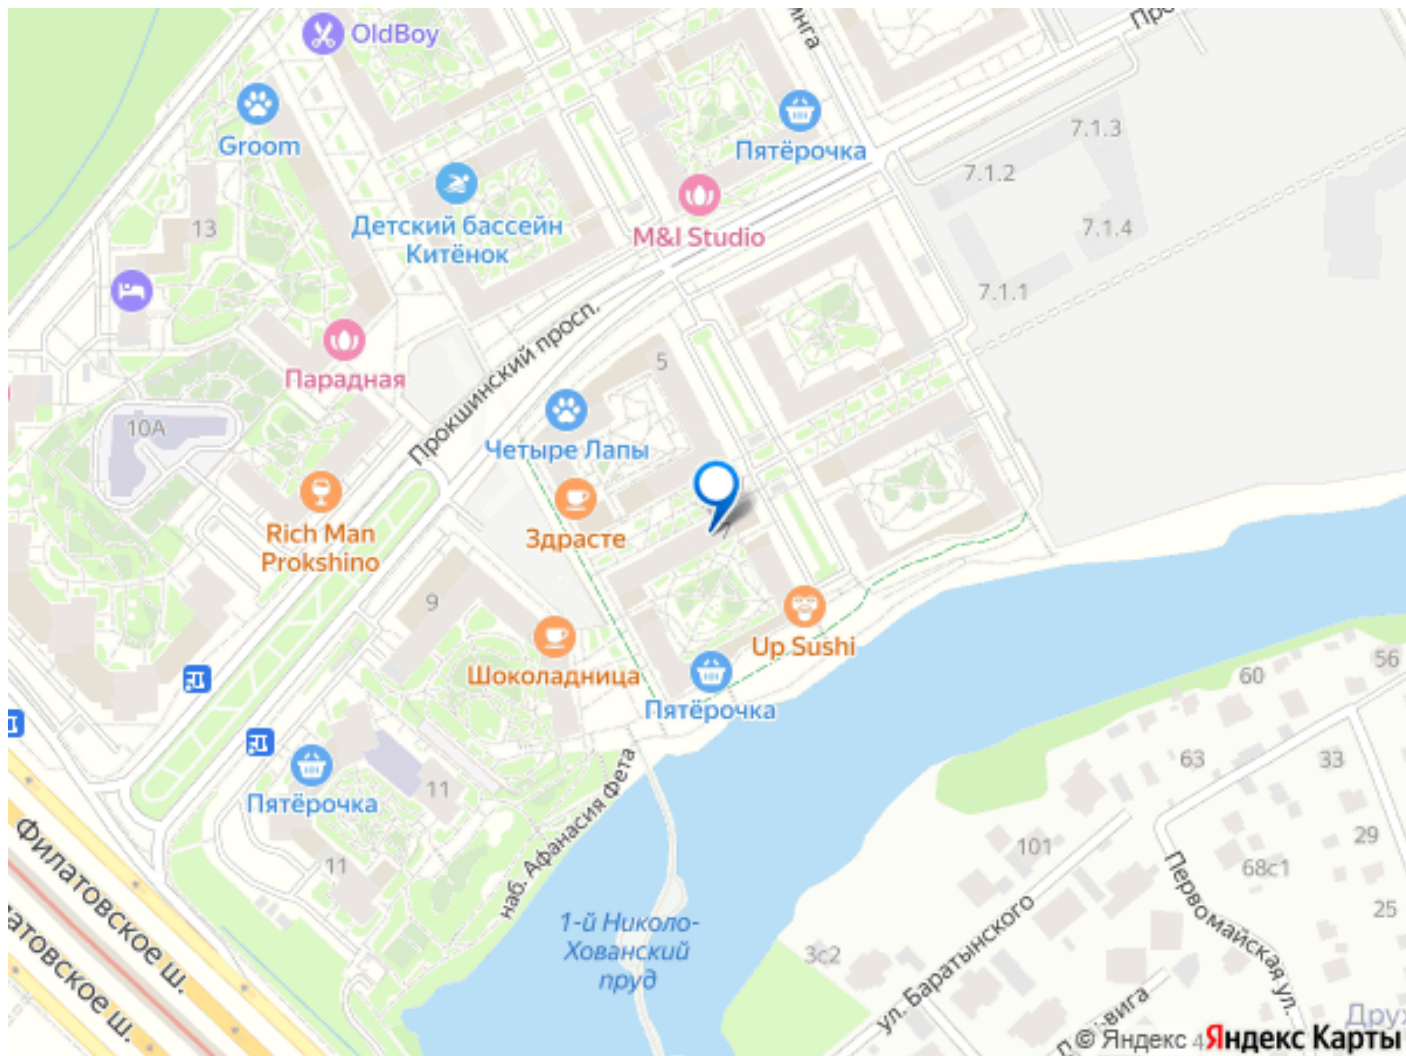 OldBoy
Groom
Пятёрочка
7.1.3
7.1.2
Детский бассейн
Китёнок
M&I Studio
13
7.1.4
7.1.1
Прокшинский просп.
5
Парадная
10А
Четыре Лапы
Rich Man
Prokshino
Здрасте
7
9
Up Sushi
Шоколадница
Пятёрочка
60
56
63
33
наб. Афанасия Фета
Пятёрочка
11
11
Филатовское ш.
101
29
68с1
25
Первомайская ул.
1-й Николо-
Хованский
пруд
3с2
ул. Баратынского
© Яндекс
Яндекс Карты